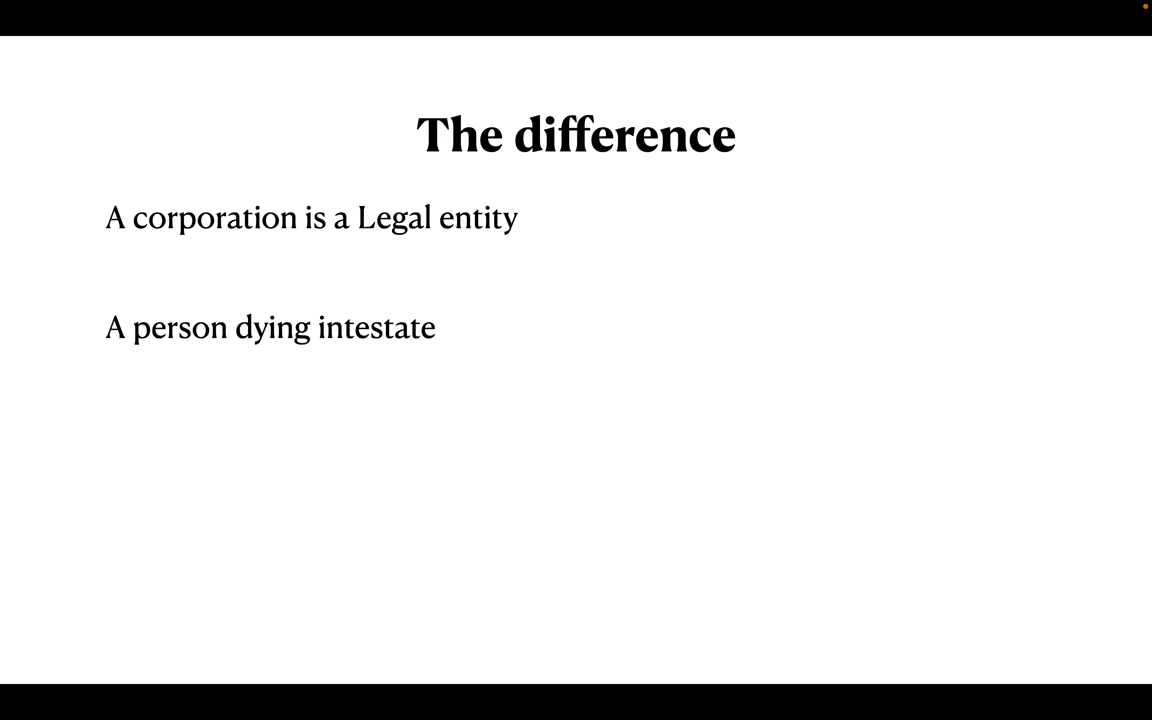 The difference
A corporation is a Legal entity
A person dying intestate